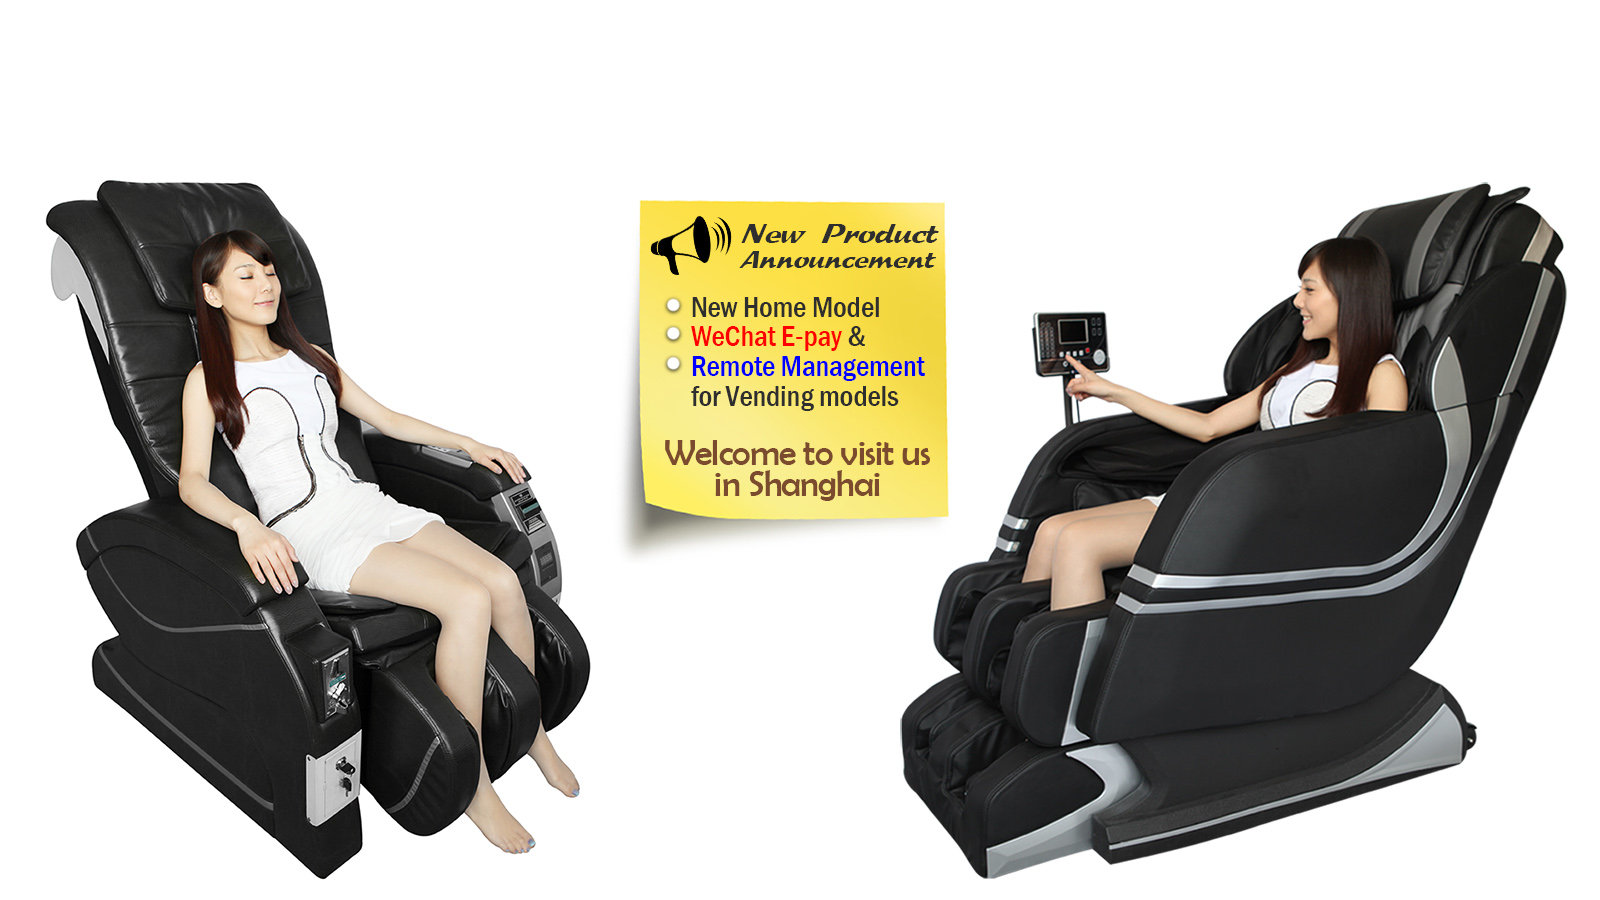 New Product
Announcement
New Home Model
WeChat E-pay &
Remote Management
for Vending models
Welcome to visit us
in Shanghai